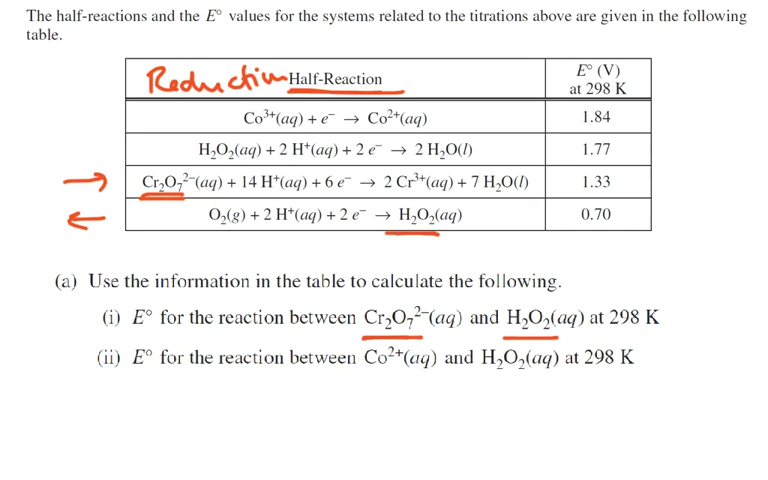 The half-reactions and the E° values for the systems related to the titrations above are given in the following
table.
Reduction Half-Reaction
E° (V)
at 298 K
Co³⁺(aq) + e⁻ → Co²⁺(aq)
1.84
H₂O₂(aq) + 2 H⁺(aq) + 2 e⁻ → 2 H₂O(l)
1.77
Cr₂O₇²⁻(aq) + 14 H⁺(aq) + 6 e⁻ → 2 Cr³⁺(aq) + 7 H₂O(l)
1.33
O₂(g) + 2 H⁺(aq) + 2 e⁻ → H₂O₂(aq)
0.70
(a) Use the information in the table to calculate the following.
(i) E° for the reaction between Cr₂O₇²⁻(aq) and H₂O₂(aq) at 298 K
(ii) E° for the reaction between Co²⁺(aq) and H₂O₂(aq) at 298 K